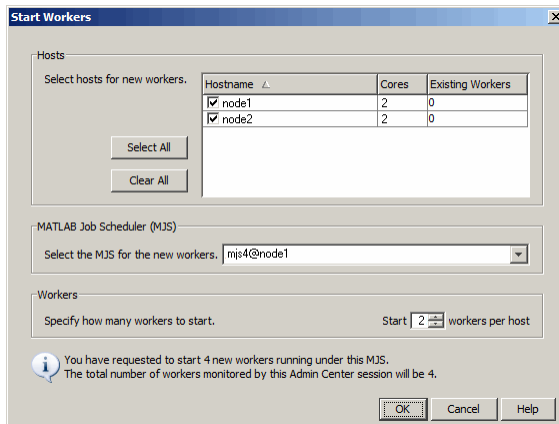 Start Workers
Hosts
Select hosts for new workers.
Hostname Cores Existing Workers
node1 2 0
node2 2 0
Select All
Clear All
MATLAB Job Scheduler (MJS)
Select the MJS for the new workers. mjs4@node1
Workers
Specify how many workers to start. Start 2 workers per host
You have requested to start 4 new workers running under this MJS.
The total number of workers monitored by this Admin Center session will be 4.
OK Cancel Help